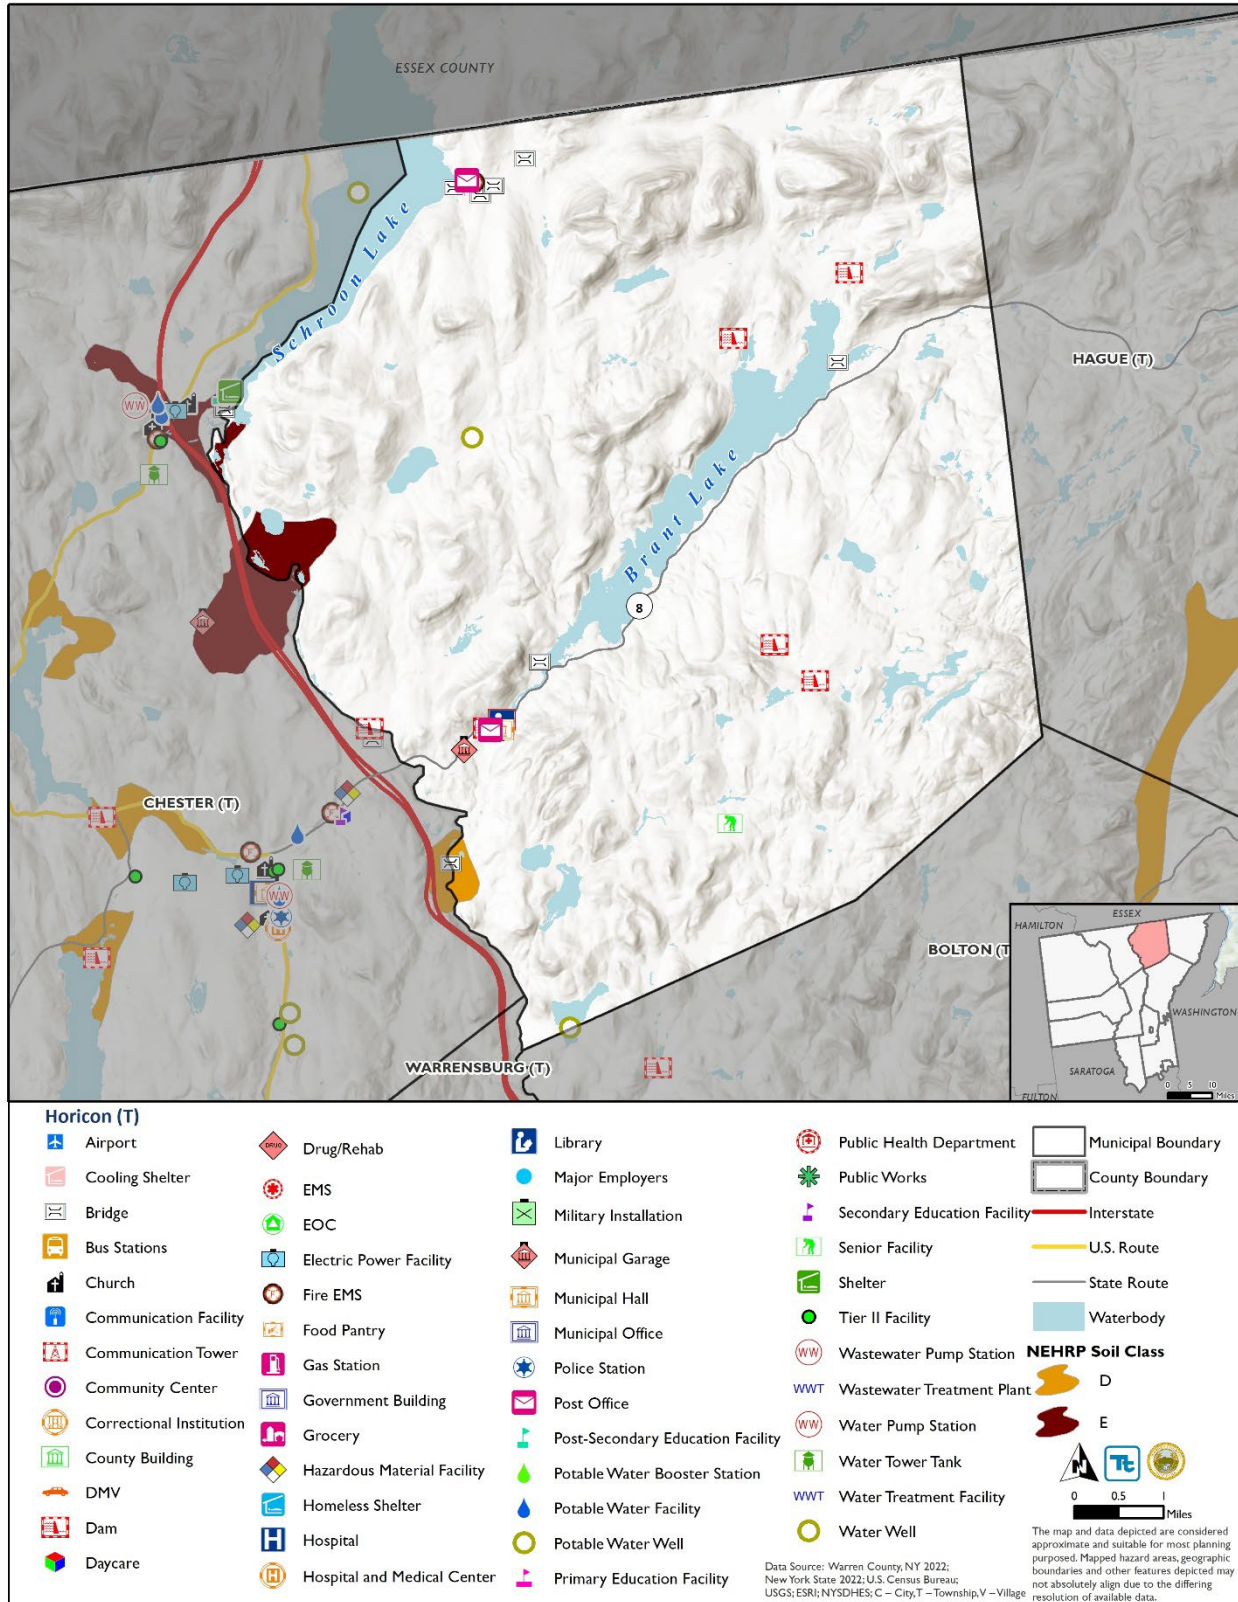 ESSEX COUNTY
Schroon Lake
HAGUE (T)
Brant Lake
8
WW
CHESTER (T)
WW
BOLTON (T
WARRENSBURG (T)
ESSEX
HAMILTON
WASHINGTON
SARATOGA
FULTON
0 5 10
Miles
Horicon (T)
Airport
Cooling Shelter
Bridge
Bus Stations
Church
Communication Facility
Communication Tower
Community Center
Correctional Institution
County Building
DMV
Dam
Daycare
DRUG Drug/Rehab
EMS
EOC
Electric Power Facility
F Fire EMS
Food Pantry
Gas Station
Government Building
Grocery
Hazardous Material Facility
Homeless Shelter
H Hospital
H Hospital and Medical Center
Library
Major Employers
Military Installation
Municipal Garage
Municipal Hall
Municipal Office
Police Station
Post Office
Post-Secondary Education Facility
Potable Water Booster Station
Potable Water Facility
Potable Water Well
Primary Education Facility
Public Health Department
Public Works
Secondary Education Facility
Senior Facility
Shelter
Tier II Facility
WW Wastewater Pump Station
WWT Wastewater Treatment Plant
WW Water Pump Station
Water Tower Tank
WWT Water Treatment Facility
Water Well
Municipal Boundary
County Boundary
Interstate
U.S. Route
State Route
Waterbody
NEHRP Soil Class
D
E
N
0 0.5 1
Miles
The map and data depicted are considered
approximate and suitable for most planning
purposed. Mapped hazard areas, geographic
boundaries and other features depicted may
not absolutely align due to the differing
resolution of available data.
Data Source: Warren County, NY 2022;
New York State 2022; U.S. Census Bureau;
USGS; ESRI; NYSDHES; C – City, T – Township, V – Village